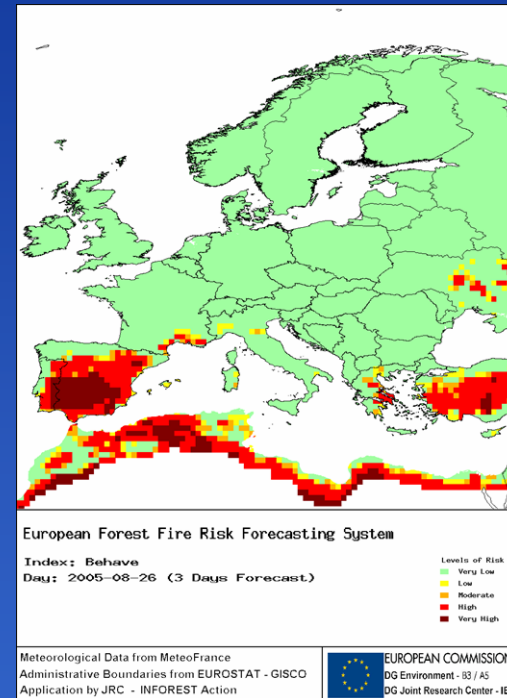 European Forest Fire Risk Forecasting System
Index: Behave
Day: 2005-08-26 (3 Days Forecast)
Levels of Risk
Very Low
Low
Moderate
High
Very High
Meteorological Data from MeteoFrance
Administrative Boundaries from EUROSTAT - GISCO
Application by JRC - INFOREST Action
EUROPEAN COMMISSION
DG Environment - B3 / A5
DG Joint Research Center -